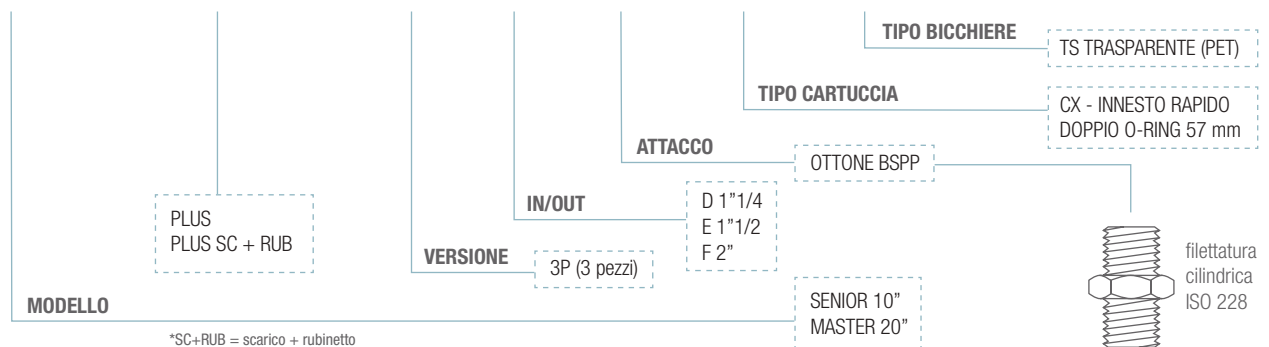 TIPO BICCHIERE
TS TRASPARENTE (PET)
TIPO CARTUCCIA
CX - INNESTO RAPIDO
DOPPIO O-RING 57 mm
ATTACCO
OTTONE BSPP
IN/OUT
D 1”1/4
E 1”1/2
F 2”
PLUS
PLUS SC + RUB
VERSIONE
3P (3 pezzi)
filettatura
cilindrica
ISO 228
MODELLO
SENIOR 10”
MASTER 20”
*SC+RUB = scarico + rubinetto